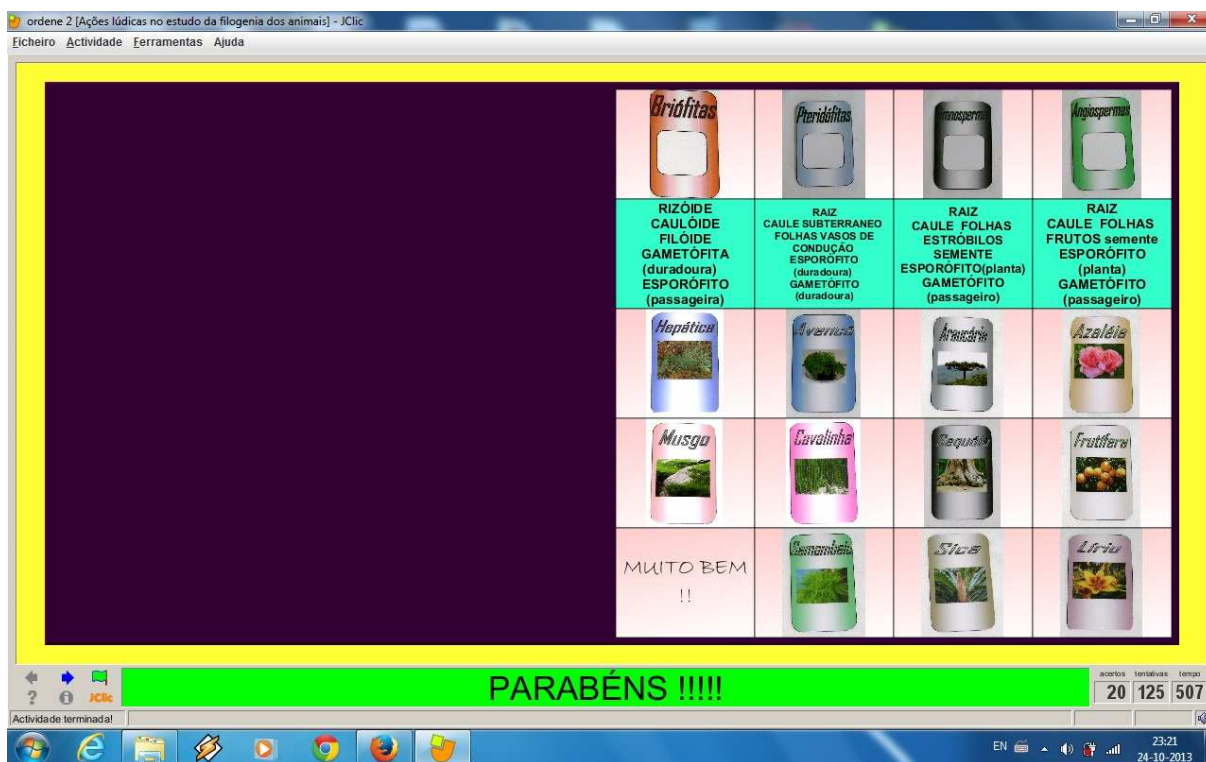 ordene 2 [Ações lúdicas no estudo da filogenia dos animais] - JClic
Ficheiro Actividade Ferramentas Ajuda
Briófitas
Pteridófitas
Angiospermas
RIZÓIDE
CAULÓIDE
FILÓIDE
GAMETÓFITA
(duradoura)
ESPORÓFITO
(passageira)
RAIZ
CAULE SUBTERRANEO
FOLHAS VASOS DE
CONDUÇÃO
ESPORÓFITO
(duradoura)
GAMETÓFITO
(duradoura)
RAIZ
CAULE FOLHAS
ESTRÓBILOS
SEMENTE
ESPORÓFITO(planta)
GAMETÓFITO
(passageiro)
RAIZ
CAULE FOLHAS
FRUTOS semente
ESPORÓFITO
(planta)
GAMETÓFITO
(passageiro)
Hepática
Avenca
Araucária
Azaléia
Musgo
Cavalinha
Frutífera
MUITO BEM
!!
Samambaia
Sica
Lírio
PARABÉNS !!!!!
JClic
acertos tentativas tempo
20 125 507
Actividade terminada!
EN
23:21
24-10-2013